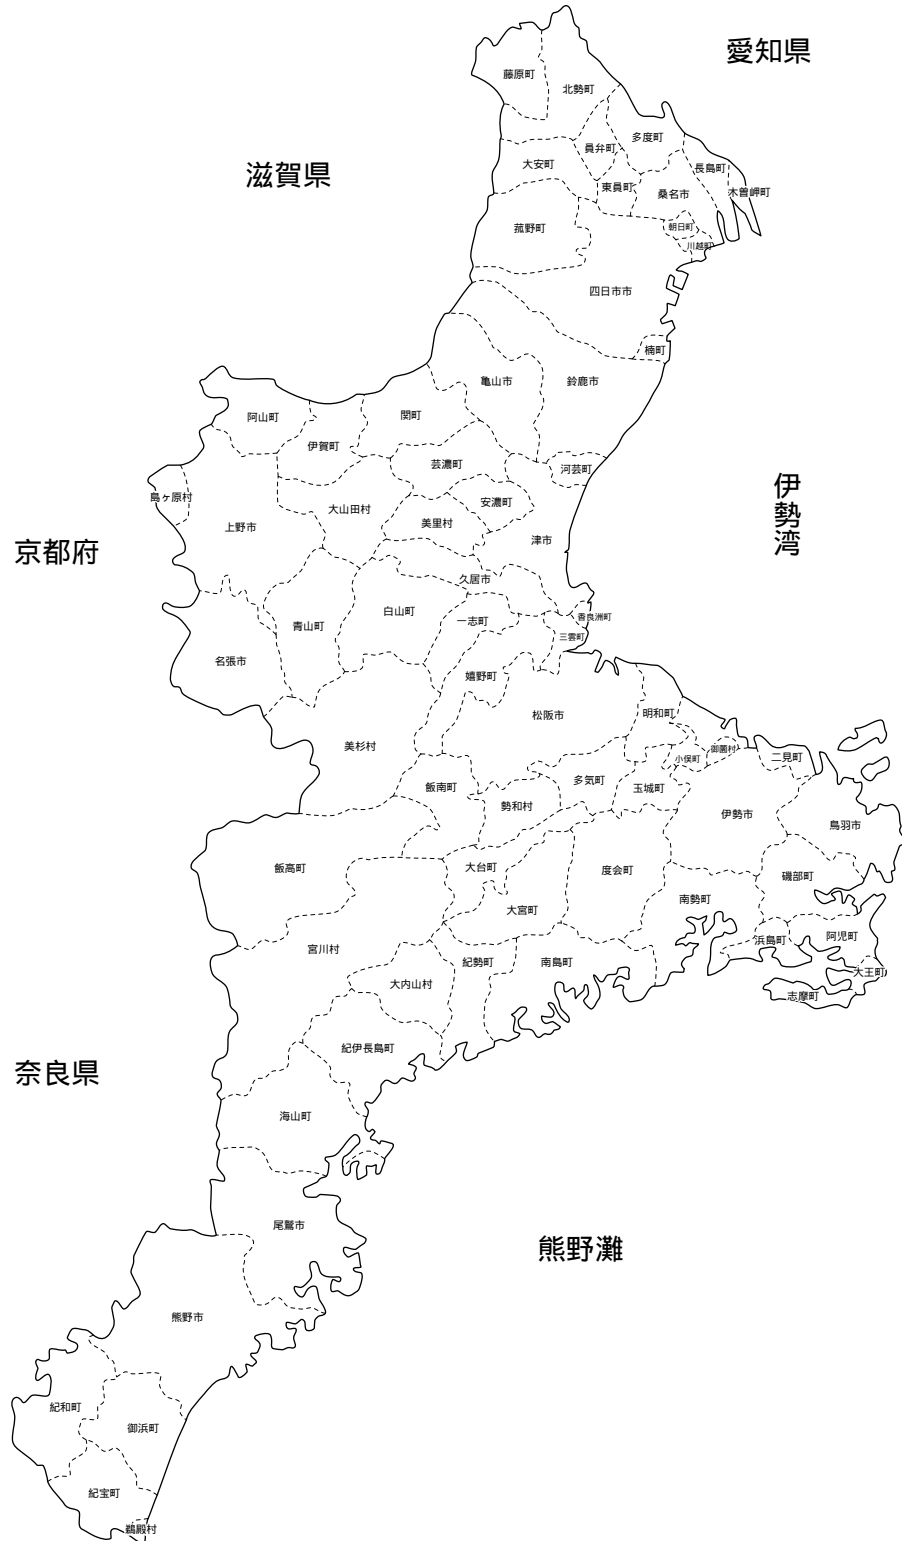 愛知県
藤原町
北勢町
多度町
員弁町
大安町
長島町
滋賀県
東員町
桑名市
木曽岬町
朝日町
菰野町
川越町
四日市市
楠町
亀山市
鈴鹿市
関町
阿山町
伊賀町
芸濃町
河芸町
島ヶ原村
安濃町
大山田村
美里村
上野市
津市
伊勢湾
京都府
久居市
白山町
香良洲町
一志町
青山町
三雲町
名張市
嬉野町
明和町
松阪市
美杉村
御薗村
二見町
小俣町
多気町
飯南町
玉城町
勢和村
伊勢市
鳥羽市
飯高町
大台町
度会町
磯部町
南勢町
大宮町
阿児町
浜島町
宮川村
紀勢町
南島町
大王町
大内山村
志摩町
紀伊長島町
奈良県
海山町
尾鷲市
熊野灘
熊野市
紀和町
御浜町
紀宝町
鵜殿村